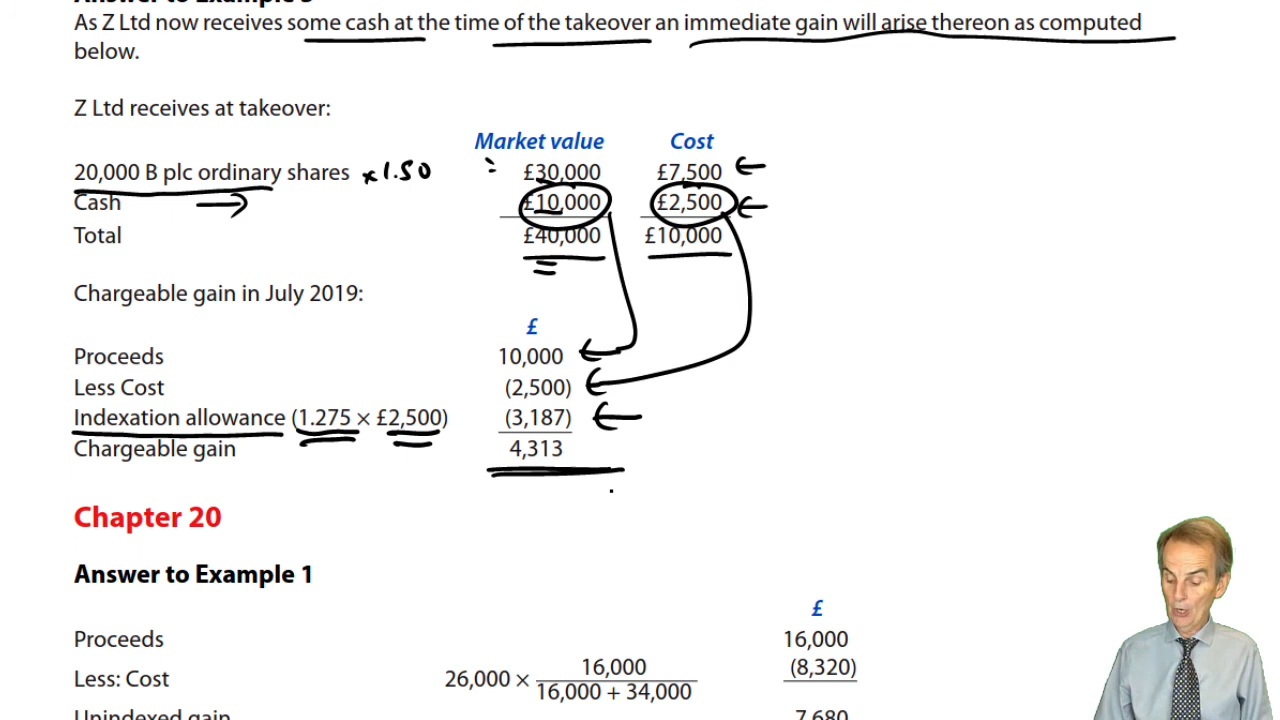 As Z Ltd now receives some cash at the time of the takeover an immediate gain will arise thereon as computed
below.
Z Ltd receives at takeover:
Market value Cost
20,000 B plc ordinary shares × 1.50 = £30,000 £7,500
Cash £10,000 £2,500
Total £40,000 £10,000
Chargeable gain in July 2019:
£
Proceeds 10,000
Less Cost (2,500)
Indexation allowance (1.275 × £2,500) (3,187)
Chargeable gain 4,313
Chapter 20
Answer to Example 1
£
Proceeds 16,000
Less: Cost 26,000 × 16,000 (8,320)
16,000 + 34,000
Unindexed gain 7,680